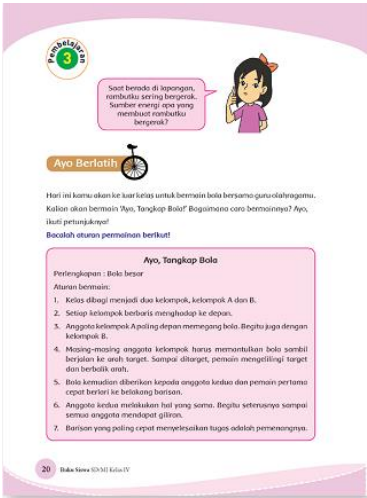 Pembelajaran
3
Saat berada di lapangan,
rambutku sering bergerak.
Sumber energi apa yang
membuat rambutku
bergerak?
Ayo Berlatih
Hari ini kamu akan ke luar kelas untuk bermain bola bersama guru olahragamu.
Kalian akan bermain 'Ayo, Tangkap Bola!' Bagaimana cara bermainnya? Ayo,
ikuti petunjuknya!
Bacalah aturan permainan berikut!
Ayo, Tangkap Bola
Perlengkapan : Bola besar
Aturan bermain:
1. Kelas dibagi menjadi dua kelompok, kelompok A dan B.
2. Setiap kelompok berbaris menghadap ke depan.
3. Anggota kelompok A paling depan memegang bola. Begitu juga dengan
kelompok B.
4. Masing-masing anggota kelompok harus memantulkan bola sambil
berjalan ke arah target. Sampai ditarget, pemain mengelilingi target
dan berbalik arah.
5. Bola kemudian diberikan kepada anggota kedua dan pemain pertama
cepat berlari ke belakang barisan.
6. Anggota kedua melakukan hal yang sama. Begitu seterusnya sampai
semua anggota mendapat giliran.
7. Barisan yang paling cepat menyelesaikan tugas adalah pemenangnya.
20 Buku Siswa SD/MI Kelas IV